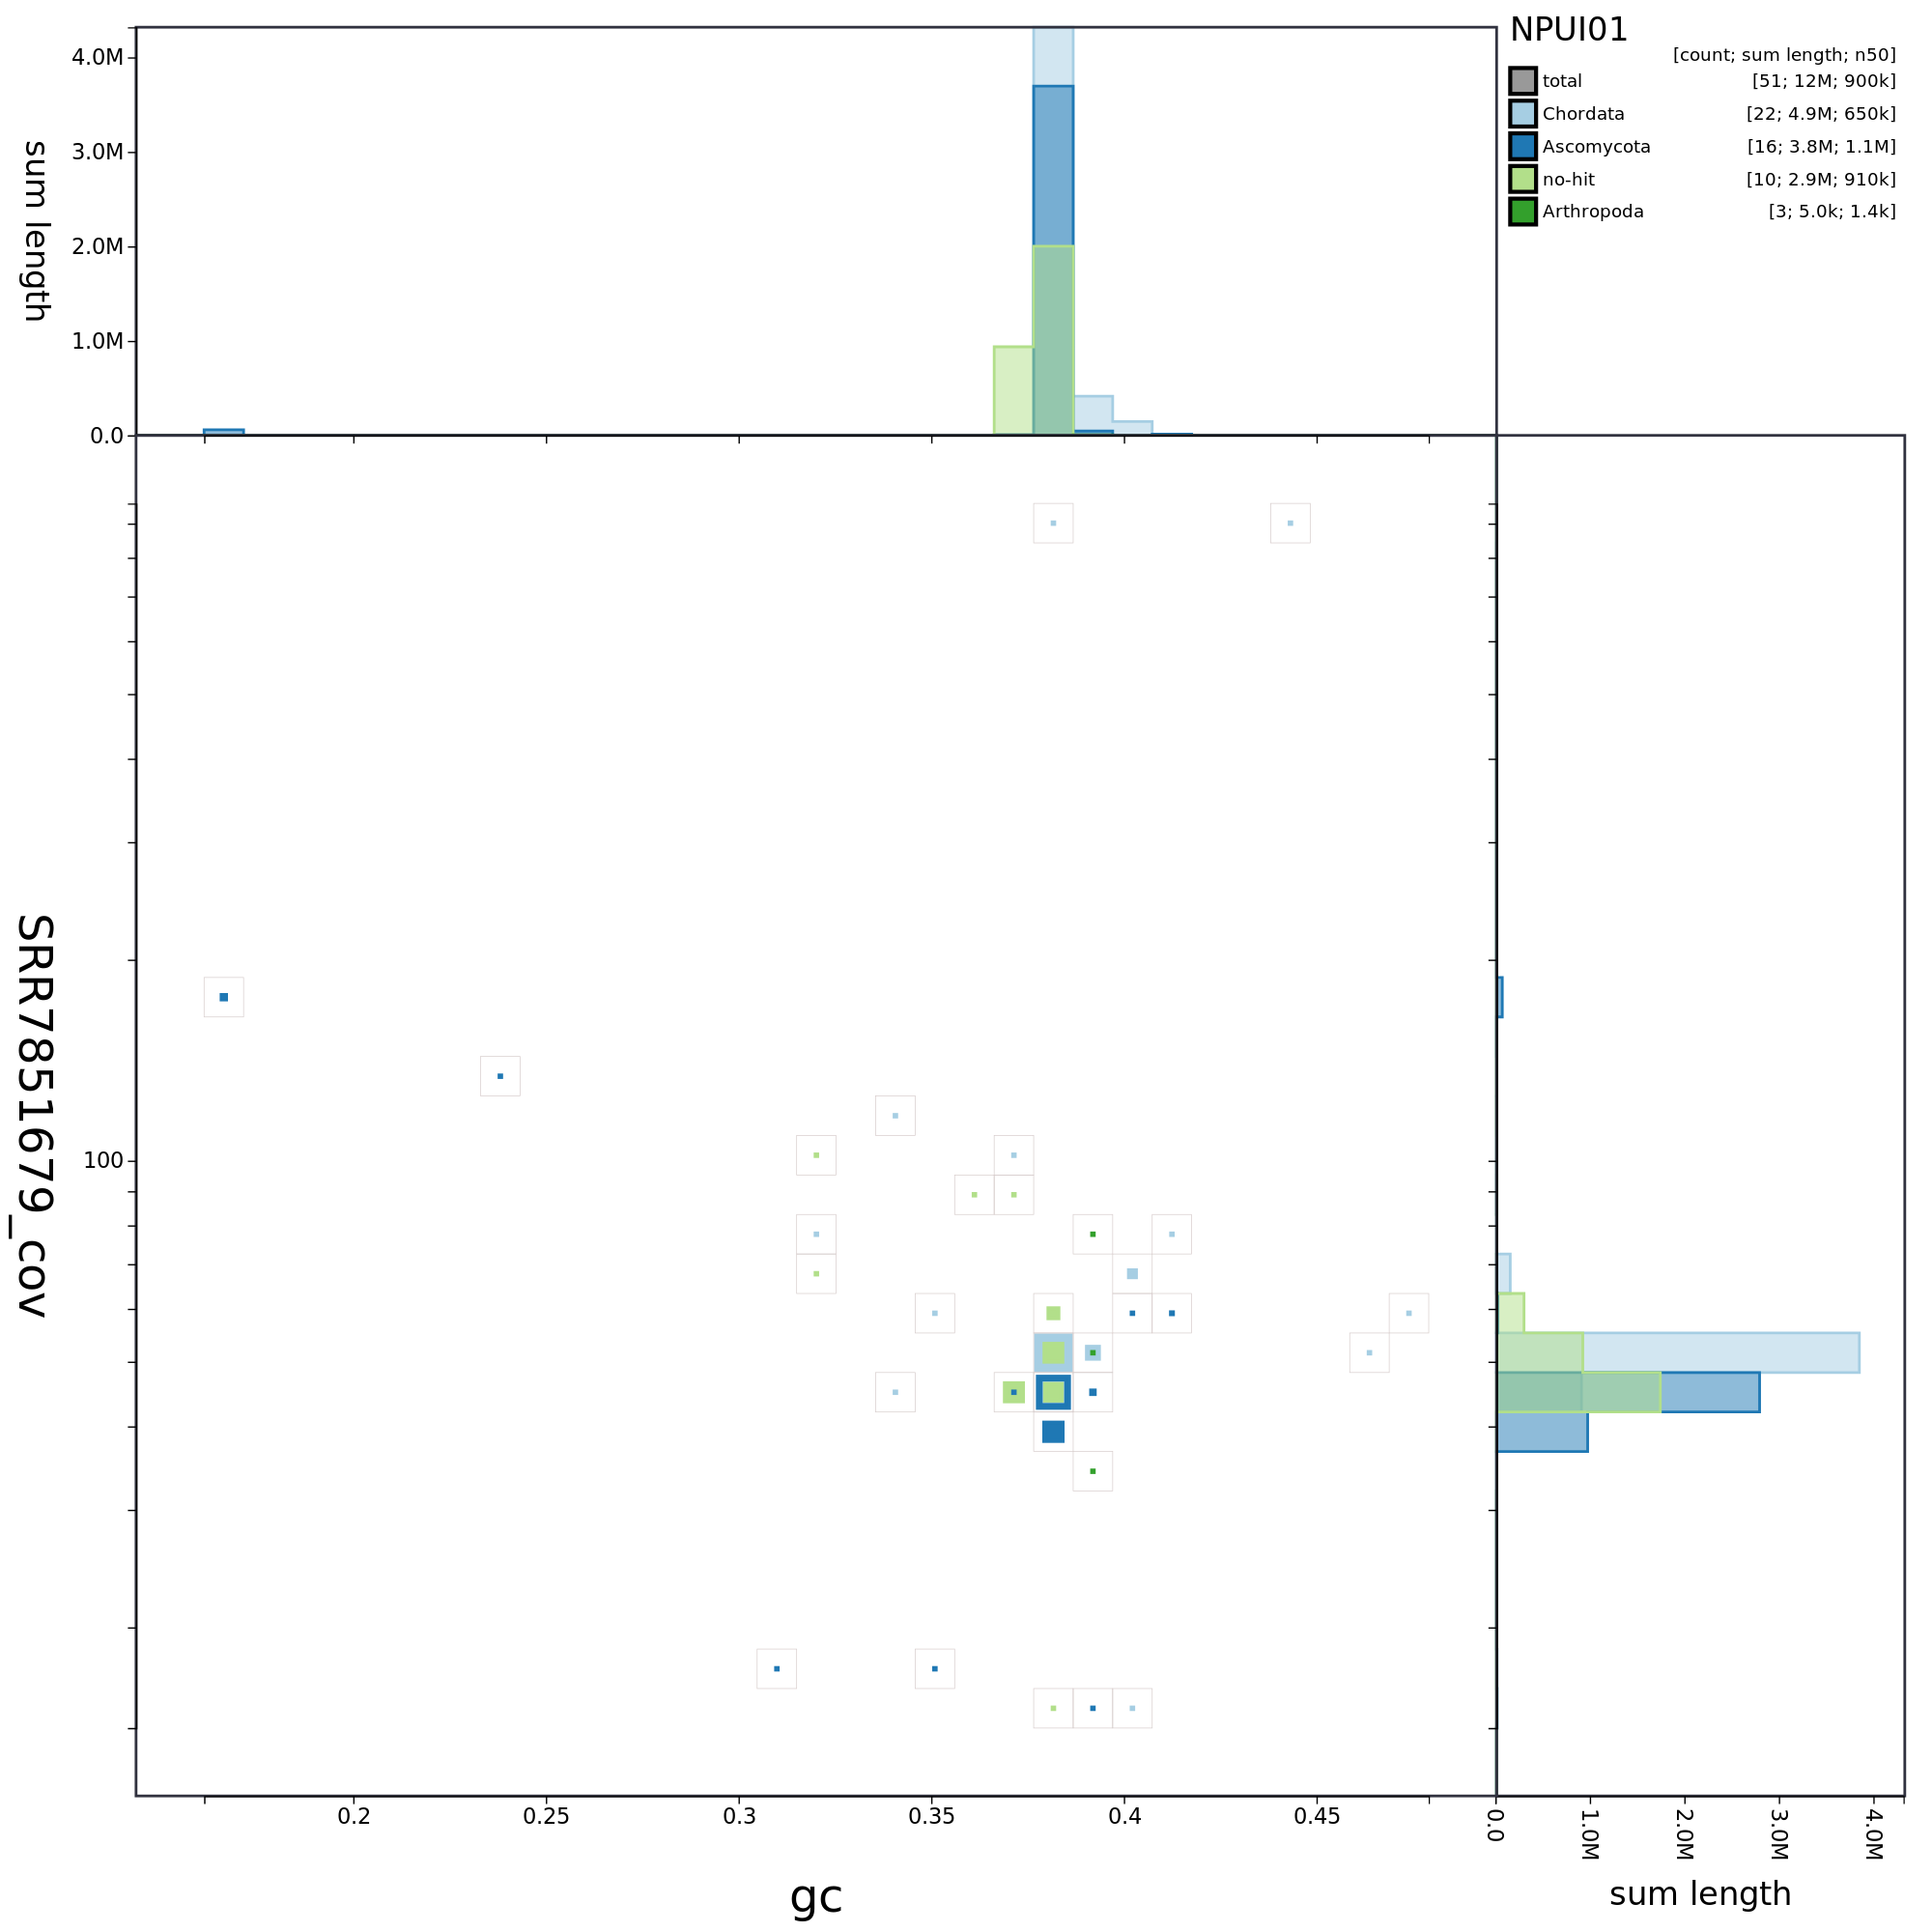 NPUI01
[count; sum length; n50]
total [51; 12M; 900k]
Chordata [22; 4.9M; 650k]
Ascomycota [16; 3.8M; 1.1M]
no-hit [10; 2.9M; 910k]
Arthropoda [3; 5.0k; 1.4k]
sum length
4.0M
3.0M
2.0M
1.0M
0.0
SRR7851679_cov
100
0.2 0.25 0.3 0.35 0.4 0.45
gc
0.0 1.0M 2.0M 3.0M 4.0M
sum length